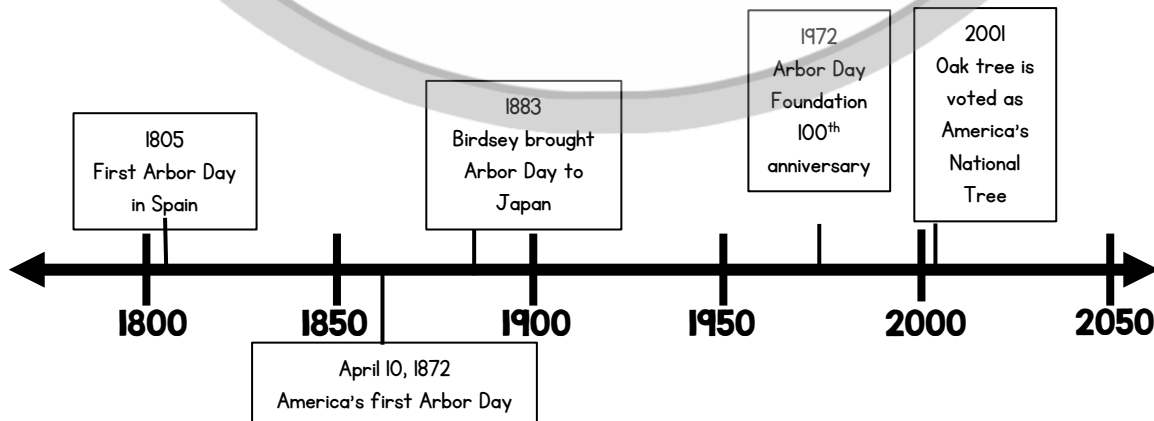 1805
First Arbor Day
in Spain
1883
Birdsey brought
Arbor Day to
Japan
1972
Arbor Day
Foundation
100th
anniversary
2001
Oak tree is
voted as
America's
National
Tree
1800
1850
1900
1950
2000
2050
April 10, 1872
America's first Arbor Day